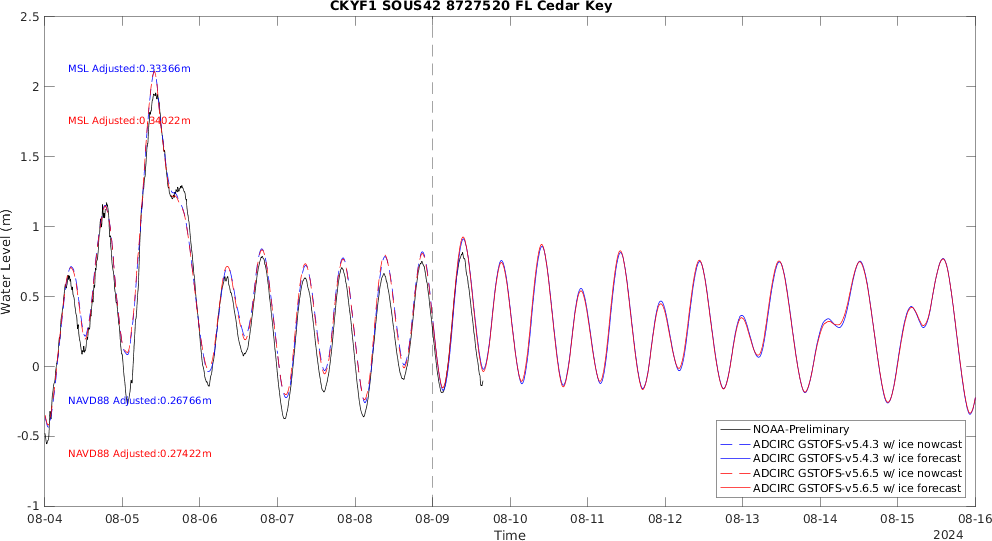 CKYF1 SOUS42 8727520 FL Cedar Key
2.5
2
1.5
1
0.5
0
-0.5
-1
Water Level (m)
MSL Adjusted:0.33366m
MSL Adjusted:0.34022m
NAVD88 Adjusted:0.26766m
NAVD88 Adjusted:0.27422m
NOAA-Preliminary
ADCIRC GSTOFS-v5.4.3 w/ ice nowcast
ADCIRC GSTOFS-v5.4.3 w/ ice forecast
ADCIRC GSTOFS-v5.6.5 w/ ice nowcast
ADCIRC GSTOFS-v5.6.5 w/ ice forecast
08-04 08-05 08-06 08-07 08-08 08-09 08-10 08-11 08-12 08-13 08-14 08-15 08-16
Time
2024